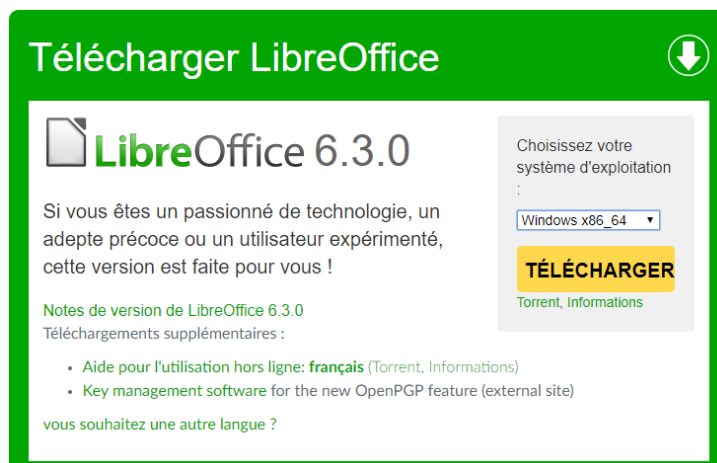 Télécharger LibreOffice
LibreOffice 6.3.0
Si vous êtes un passionné de technologie, un
adepte précoce ou un utilisateur expérimenté,
cette version est faite pour vous !
Notes de version de LibreOffice 6.3.0
Téléchargements supplémentaires :
• Aide pour l'utilisation hors ligne: français (Torrent, Informations)
• Key management software for the new OpenPGP feature (external site)
vous souhaitez une autre langue ?
Choisissez votre
système d'exploitation
:
Windows x86_64
TÉLÉCHARGER
Torrent, Informations